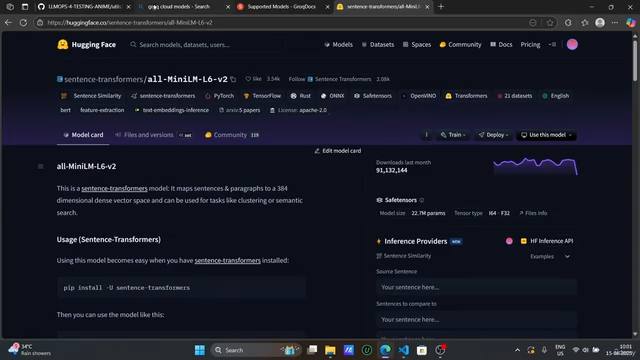 LLMOPS-4-TESTING-ANIME/utils
groq cloud models - Search
Supported Models - GroqDocs
sentence-transformers/all-MiniLM
https://huggingface.co/sentence-transformers/all-MiniLM-L6-v2
Hugging Face
Search models, datasets, users...
Models
Datasets
Spaces
Community
Docs
Pricing
sentence-transformers/all-MiniLM-L6-v2
like 3.54k
Follow
Sentence Transformers 2.08k
Sentence Similarity
sentence-transformers
PyTorch
TensorFlow
Rust
ONNX
Safetensors
OpenVINO
Transformers
21 datasets
English
bert
feature-extraction
text-embeddings-inference
arxiv: 5 papers
License: apache-2.0
Model card
Files and versions
xet
Community 119
Train
Deploy
Use this model
Edit model card
all-MiniLM-L6-v2
This is a sentence-transformers model: It maps sentences & paragraphs to a 384
dimensional dense vector space and can be used for tasks like clustering or semantic
search.
Usage (Sentence-Transformers)
Using this model becomes easy when you have sentence-transformers installed:
pip install -U sentence-transformers
Then you can use the model like this:
Downloads last month
91,132,144
Safetensors
Model size 22.7M params
Tensor type I64 · F32
Files info
Inference Providers NEW
HF Inference API
Sentence Similarity
Examples
Source Sentence
Your sentence here...
Sentences to compare to
Your sentence here...
Your sentence here...
34°C
Rain showers
Search
ENG
US
10:01